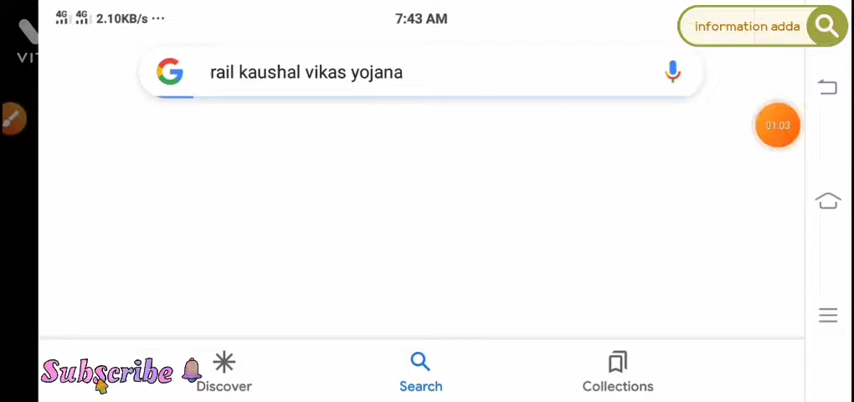 4G 4G 2.10KB/s ...
7:43 AM
information adda
VI
G rail kaushal vikas yojana
01:03
Subscribe
Discover
Search
Collections